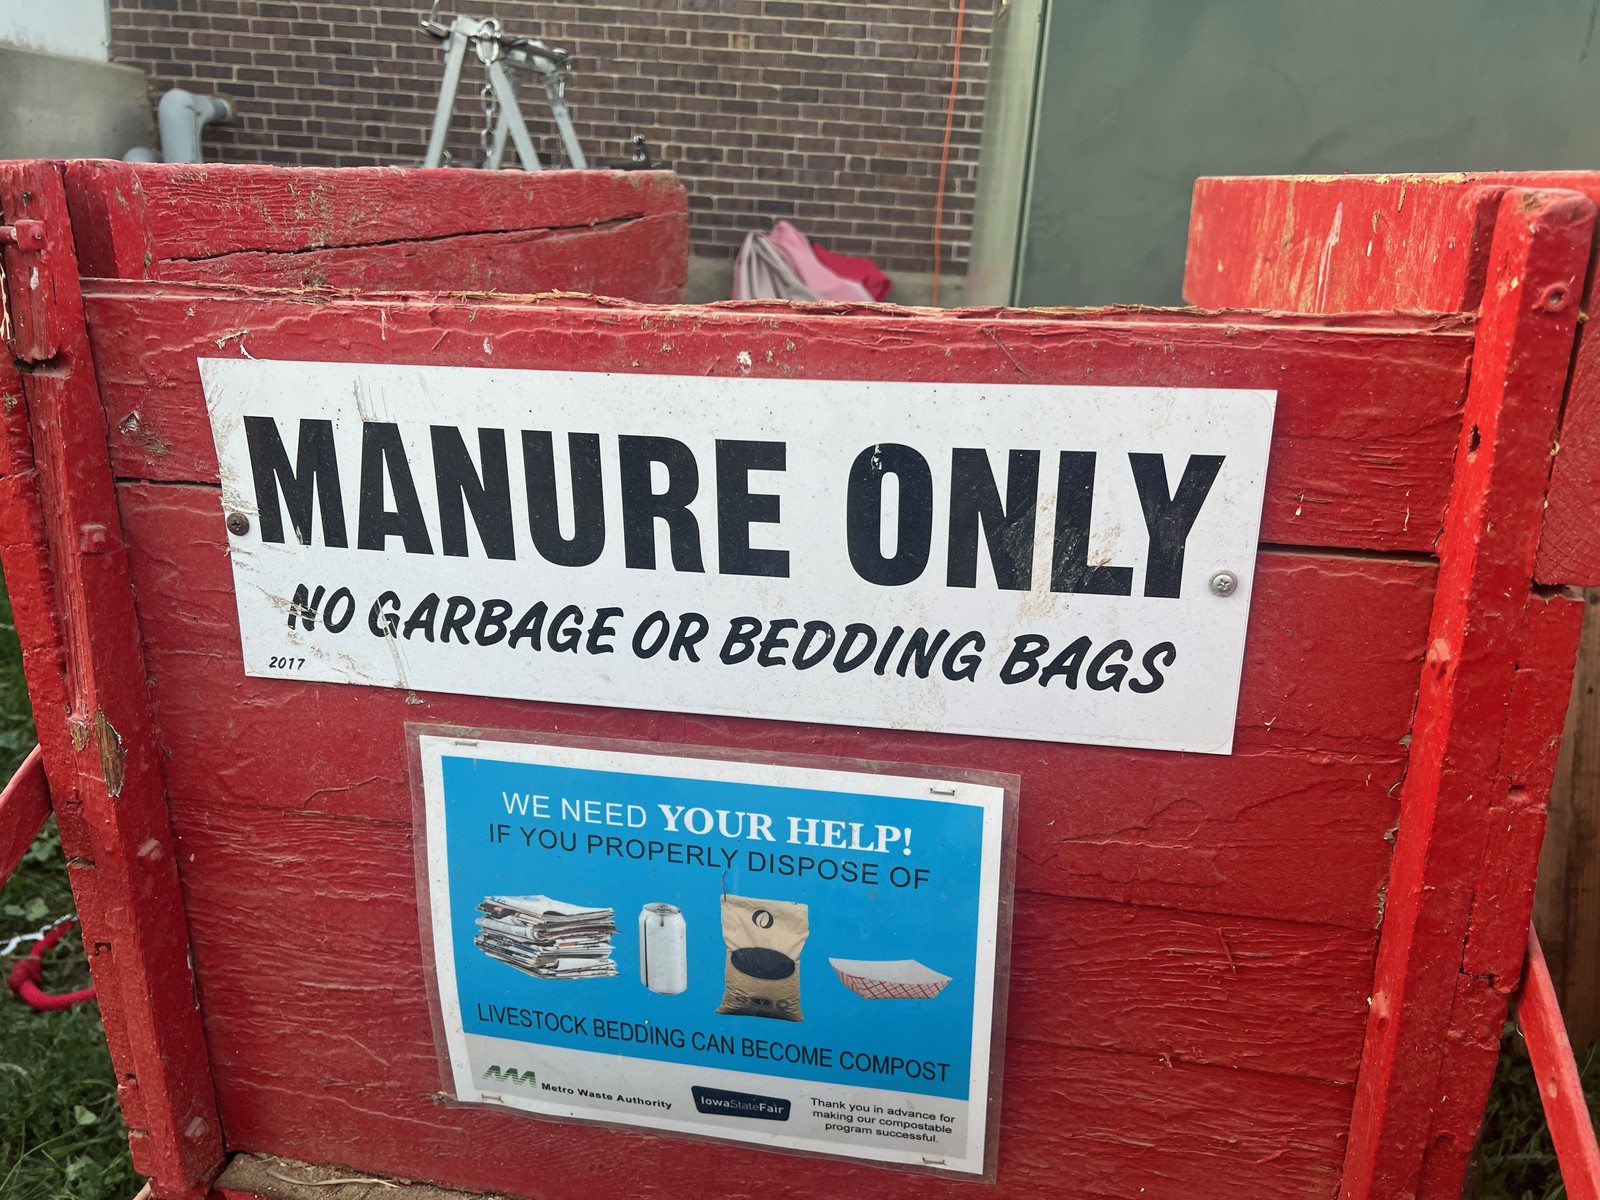 MANURE ONLY
NO GARBAGE OR BEDDING BAGS
2017
WE NEED YOUR HELP!
IF YOU PROPERLY DISPOSE OF
LIVESTOCK BEDDING CAN BECOME COMPOST
Metro Waste Authority
IowaStateFair
Thank you in advance for
making our compostable
program successful.